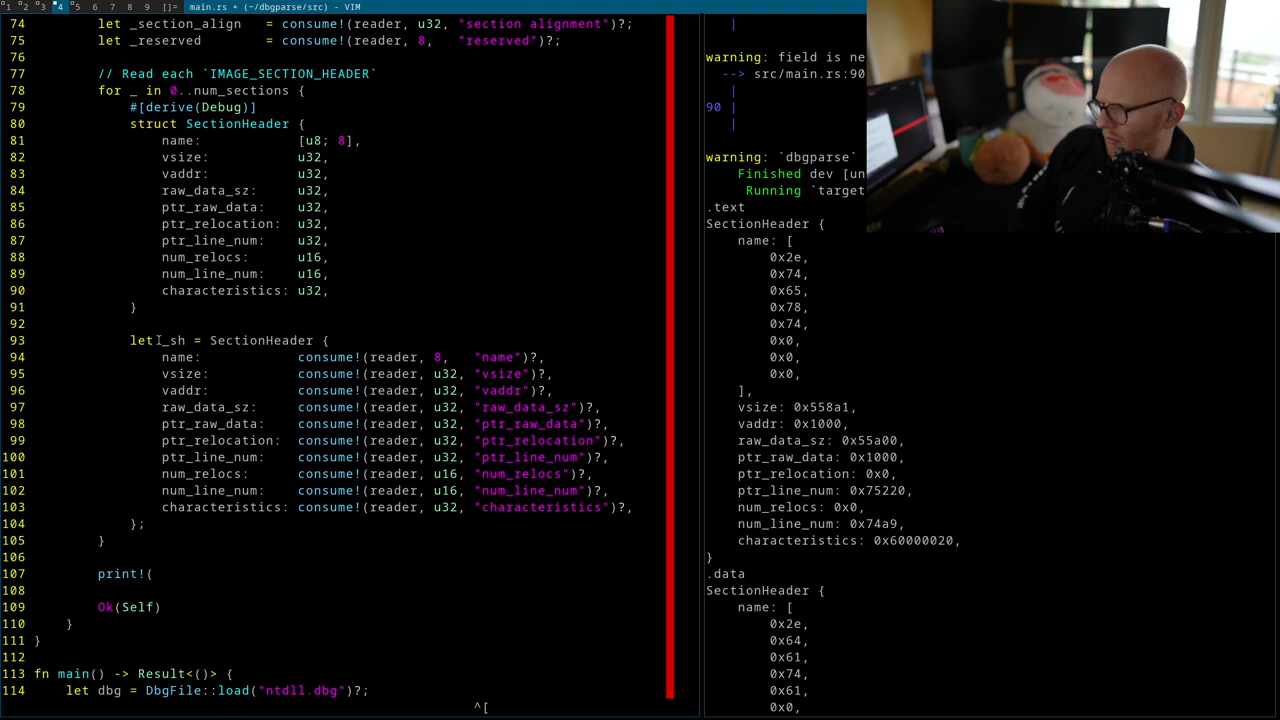 1 2 3 4 5 6 7 8 9 []= main.rs + (~/dbgparse/src) - VIM
74         let _section_align   = consume!(reader, u32, "section alignment")?;
75         let _reserved        = consume!(reader, 8,   "reserved")?;
76
77         // Read each `IMAGE_SECTION_HEADER`
78         for _ in 0..num_sections {
79             #[derive(Debug)]
80             struct SectionHeader {
81                 name:            [u8; 8],
82                 vsize:           u32,
83                 vaddr:           u32,
84                 raw_data_sz:     u32,
85                 ptr_raw_data:    u32,
86                 ptr_relocation:  u32,
87                 ptr_line_num:    u32,
88                 num_relocs:      u16,
89                 num_line_num:    u16,
90                 characteristics: u32,
91             }
92
93             let _sh = SectionHeader {
94                 name:            consume!(reader, 8,   "name")?,
95                 vsize:           consume!(reader, u32, "vsize")?,
96                 vaddr:           consume!(reader, u32, "vaddr")?,
97                 raw_data_sz:     consume!(reader, u32, "raw_data_sz")?,
98                 ptr_raw_data:    consume!(reader, u32, "ptr_raw_data")?,
99                 ptr_relocation:  consume!(reader, u32, "ptr_relocation")?,
100                 ptr_line_num:    consume!(reader, u32, "ptr_line_num")?,
101                 num_relocs:      consume!(reader, u16, "num_relocs")?,
102                 num_line_num:    consume!(reader, u16, "num_line_num")?,
103                 characteristics: consume!(reader, u32, "characteristics")?,
104             };
105         }
106
107         print!(
108
109         Ok(Self)
110     }
111 }
112
113 fn main() -> Result<()> {
114     let dbg = DbgFile::load("ntdll.dbg")?;
^[
|
warning: field is ne
--> src/main.rs:90
|
90 |
|
warning: `dbgparse`
Finished dev [un
Running `target
.text
SectionHeader {
name: [
0x2e,
0x74,
0x65,
0x78,
0x74,
0x0,
0x0,
0x0,
],
vsize: 0x558a1,
vaddr: 0x1000,
raw_data_sz: 0x55a00,
ptr_raw_data: 0x1000,
ptr_relocation: 0x0,
ptr_line_num: 0x75220,
num_relocs: 0x0,
num_line_num: 0x74a9,
characteristics: 0x60000020,
}
.data
SectionHeader {
name: [
0x2e,
0x64,
0x61,
0x74,
0x61,
0x0,